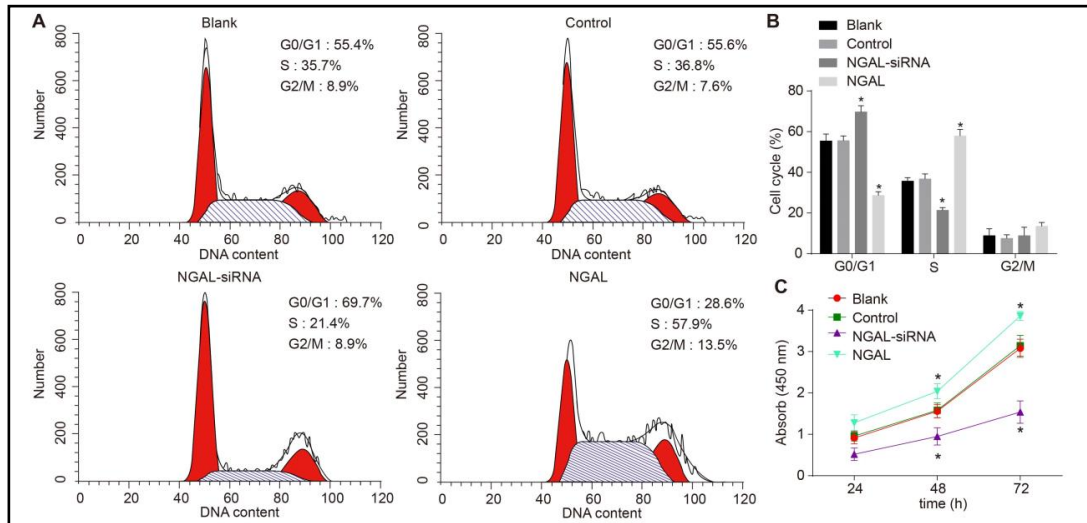 A
Blank
800
600
400
200
0
Number
G0/G1 : 55.4%
S : 35.7%
G2/M : 8.9%
0 20 40 60 80 100 120
DNA content
Control
800
600
400
200
0
Number
G0/G1 : 55.6%
S : 36.8%
G2/M : 7.6%
0 20 40 60 80 100 120
DNA content
NGAL-siRNA
800
600
400
200
0
Number
G0/G1 : 69.7%
S : 21.4%
G2/M : 8.9%
0 20 40 60 80 100 120
DNA content
NGAL
800
600
400
200
0
Number
G0/G1 : 28.6%
S : 57.9%
G2/M : 13.5%
0 20 40 60 80 100 120
DNA content
B
Blank
Control
NGAL-siRNA
NGAL
80
60
40
20
0
Cell cycle (%)
* * * *
G0/G1 S G2/M
C
Blank
Control
NGAL-siRNA
NGAL
4
3
2
1
0
Absorb (450 nm)
* * * *
24 48 72
time (h)